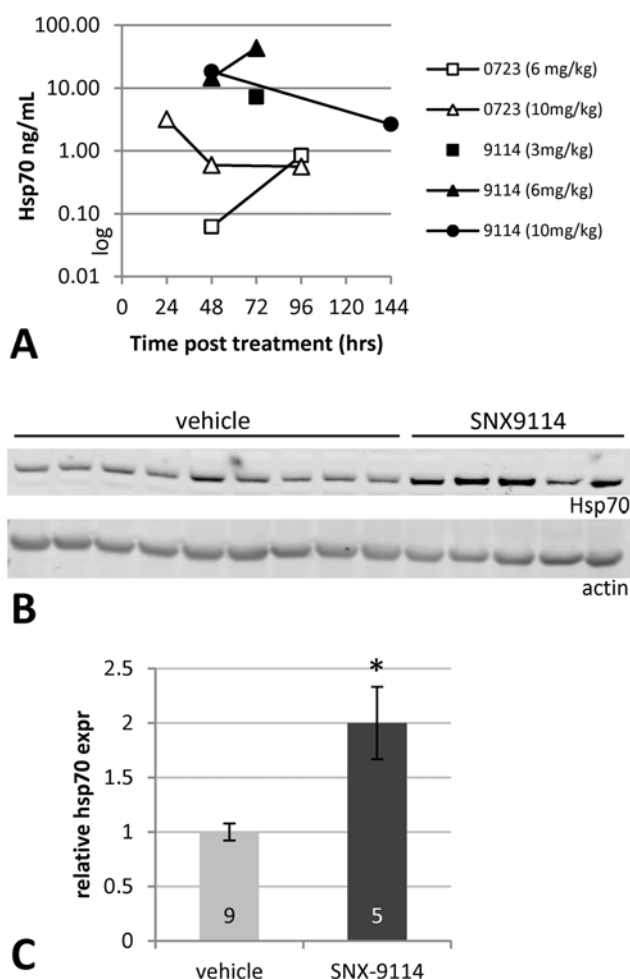 100.00
10.00
1.00
0.10
0.01
Hsp70 ng/mL
log
0 24 48 72 96 120 144
Time post treatment (hrs)
0723 (6 mg/kg)
0723 (10mg/kg)
9114 (3mg/kg)
9114 (6mg/kg)
9114 (10mg/kg)
A
vehicle SNX9114
Hsp70
actin
B
2.5
2
1.5
1
0.5
0
relative hsp70 expr
*
9 5
vehicle SNX-9114
C